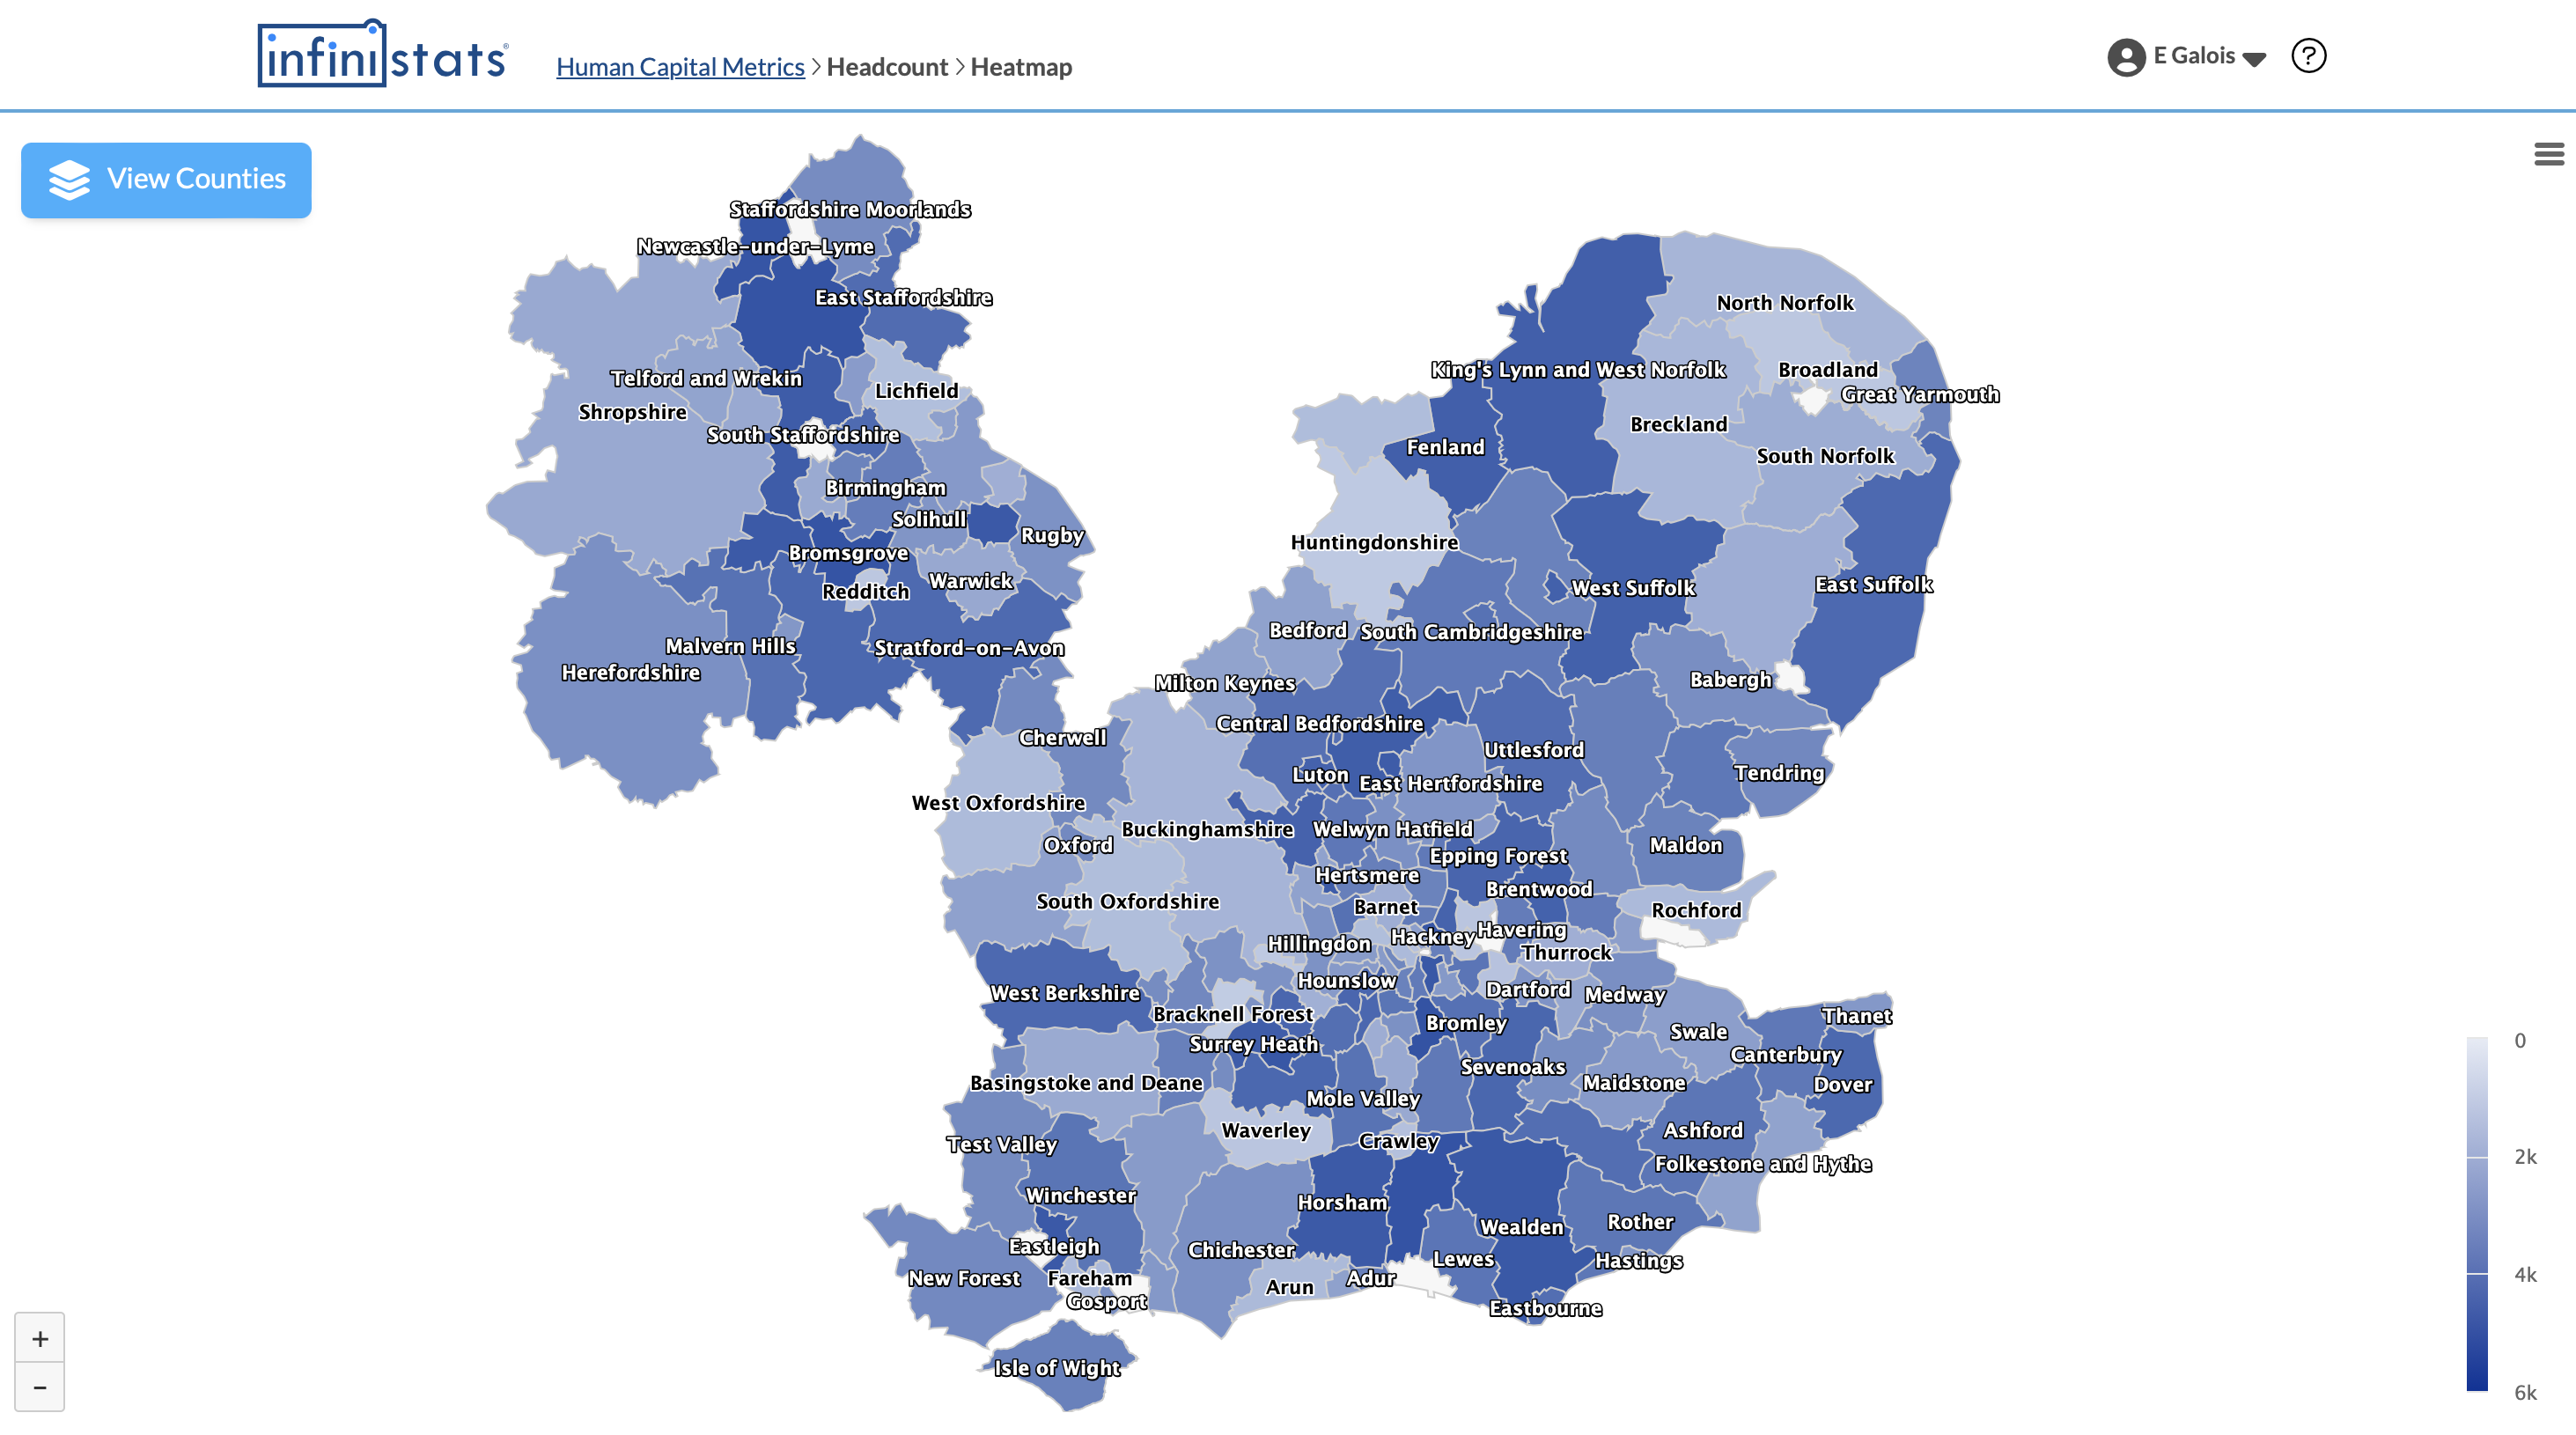 infinistats
Human Capital Metrics > Headcount > Heatmap
E Galois
?
View Counties
Staffordshire Moorlands
Newcastle-under-Lyme
East Staffordshire
North Norfolk
King's Lynn and West Norfolk
Broadland
Telford and Wrekin
Lichfield
Great Yarmouth
Shropshire
Breckland
South Staffordshire
Fenland
South Norfolk
Birmingham
Solihull
Rugby
Huntingdonshire
Bromsgrove
Warwick
Redditch
West Suffolk
East Suffolk
Bedford
South Cambridgeshire
Malvern Hills
Stratford-on-Avon
Herefordshire
Babergh
Milton Keynes
Central Bedfordshire
Cherwell
Uttlesford
Luton
East Hertfordshire
Tendring
West Oxfordshire
Buckinghamshire
Welwyn Hatfield
Oxford
Maldon
Epping Forest
Hertsmere
Brentwood
South Oxfordshire
Barnet
Rochford
Hillingdon
Hackney
Havering
Thurrock
Hounslow
West Berkshire
Dartford
Medway
Bracknell Forest
Bromley
Thanet
Swale
Surrey Heath
Canterbury
Sevenoaks
Basingstoke and Deane
Maidstone
Dover
Mole Valley
Waverley
Ashford
Test Valley
Crawley
Folkestone and Hythe
Winchester
Horsham
Rother
Wealden
Eastleigh
Chichester
Lewes
Hastings
New Forest
Fareham
Arun
Adur
Gosport
Eastbourne
Isle of Wight
0
2k
4k
6k
+
−